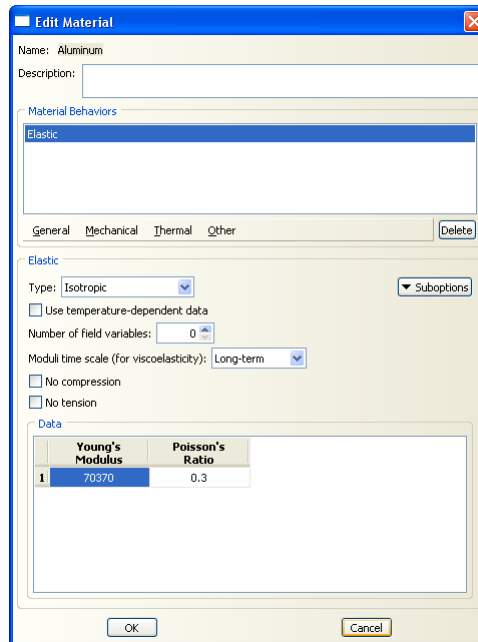 Edit Material
Name: Aluminum
Description:
Material Behaviors
Elastic
General Mechanical Thermal Other Delete
Elastic
Type: Isotropic Suboptions
Use temperature-dependent data
Number of field variables: 0
Moduli time scale (for viscoelasticity): Long-term
No compression
No tension
Data
Young's Poisson's
Modulus Ratio
1 70370 0.3
OK Cancel